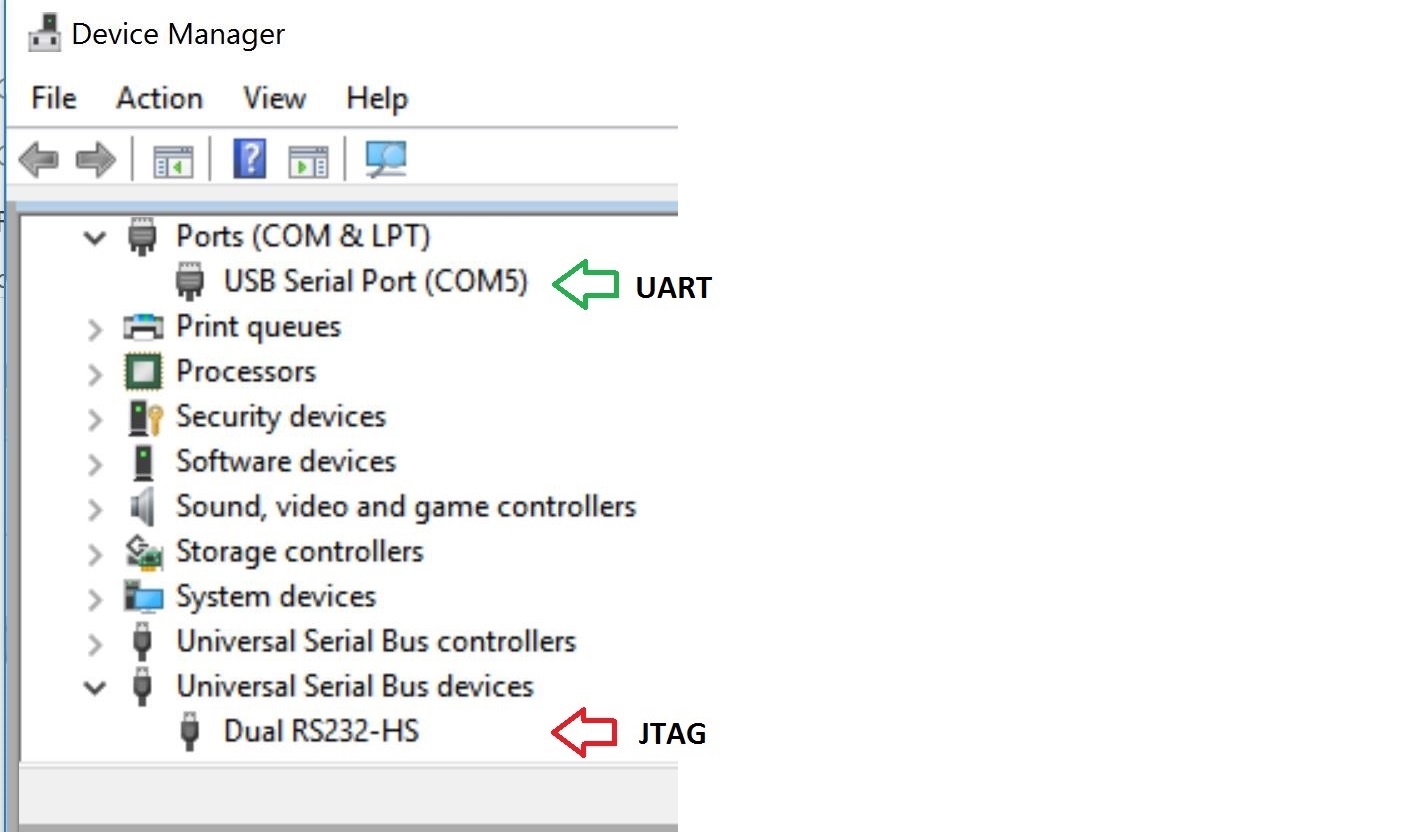 Device Manager
File Action View Help
Ports (COM & LPT)
USB Serial Port (COM5) UART
Print queues
Processors
Security devices
Software devices
Sound, video and game controllers
Storage controllers
System devices
Universal Serial Bus controllers
Universal Serial Bus devices
Dual RS232-HS JTAG